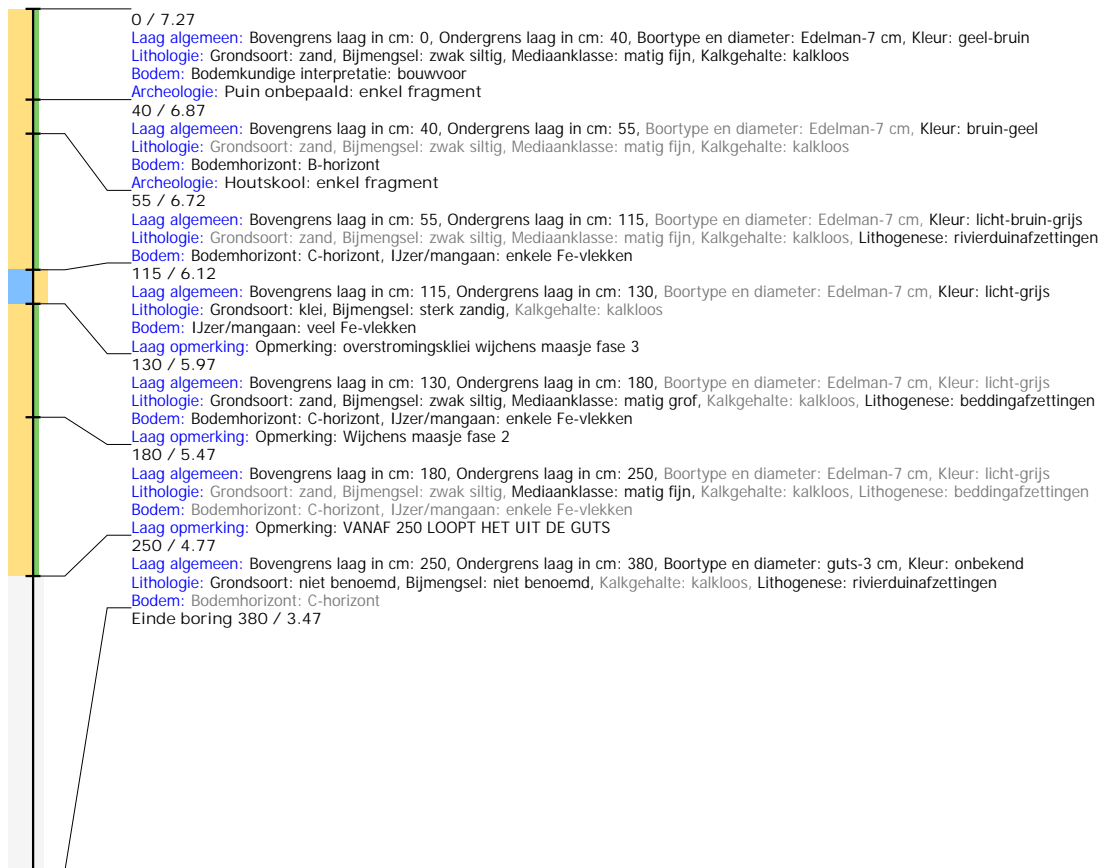 0 / 7.27
Laag algemeen: Bovengrens laag in cm: 0, Ondergrens laag in cm: 40, Boortype en diameter: Edelman-7 cm, Kleur: geel-bruin
Lithologie: Grondsoort: zand, Bijmengsel: zwak siltig, Mediaanklasse: matig fijn, Kalkgehalte: kalkloos
Bodem: Bodemkundige interpretatie: bouwvoor
Archeologie: Puin onbepaald: enkel fragment
40 / 6.87
Laag algemeen: Bovengrens laag in cm: 40, Ondergrens laag in cm: 55, Boortype en diameter: Edelman-7 cm, Kleur: bruin-geel
Lithologie: Grondsoort: zand, Bijmengsel: zwak siltig, Mediaanklasse: matig fijn, Kalkgehalte: kalkloos
Bodem: Bodemhorizont: B-horizont
Archeologie: Houtskool: enkel fragment
55 / 6.72
Laag algemeen: Bovengrens laag in cm: 55, Ondergrens laag in cm: 115, Boortype en diameter: Edelman-7 cm, Kleur: licht-bruin-grijs
Lithologie: Grondsoort: zand, Bijmengsel: zwak siltig, Mediaanklasse: matig fijn, Kalkgehalte: kalkloos, Lithogenese: rivierduinafzettingen
Bodem: Bodemhorizont: C-horizont, IJzer/mangaan: enkele Fe-vlekken
115 / 6.12
Laag algemeen: Bovengrens laag in cm: 115, Ondergrens laag in cm: 130, Boortype en diameter: Edelman-7 cm, Kleur: licht-grijs
Lithologie: Grondsoort: klei, Bijmengsel: sterk zandig, Kalkgehalte: kalkloos
Bodem: IJzer/mangaan: veel Fe-vlekken
Laag opmerking: Opmerking: overstromingskliei wijchens maasje fase 3
130 / 5.97
Laag algemeen: Bovengrens laag in cm: 130, Ondergrens laag in cm: 180, Boortype en diameter: Edelman-7 cm, Kleur: licht-grijs
Lithologie: Grondsoort: zand, Bijmengsel: zwak siltig, Mediaanklasse: matig grof, Kalkgehalte: kalkloos, Lithogenese: beddingafzettingen
Bodem: Bodemhorizont: C-horizont, IJzer/mangaan: enkele Fe-vlekken
Laag opmerking: Opmerking: Wijchens maasje fase 2
180 / 5.47
Laag algemeen: Bovengrens laag in cm: 180, Ondergrens laag in cm: 250, Boortype en diameter: Edelman-7 cm, Kleur: licht-grijs
Lithologie: Grondsoort: zand, Bijmengsel: zwak siltig, Mediaanklasse: matig fijn, Kalkgehalte: kalkloos, Lithogenese: beddingafzettingen
Bodem: Bodemhorizont: C-horizont, IJzer/mangaan: enkele Fe-vlekken
Laag opmerking: Opmerking: VANAF 250 LOOPT HET UIT DE GUTS
250 / 4.77
Laag algemeen: Bovengrens laag in cm: 250, Ondergrens laag in cm: 380, Boortype en diameter: guts-3 cm, Kleur: onbekend
Lithologie: Grondsoort: niet benoemd, Bijmengsel: niet benoemd, Kalkgehalte: kalkloos, Lithogenese: rivierduinafzettingen
Bodem: Bodemhorizont: C-horizont
Einde boring 380 / 3.47